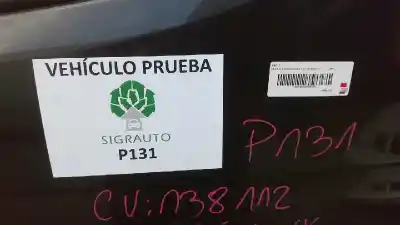 VEHÍCULO PRUEBA
SIGRAUTO
P131
P131
CV: 138112